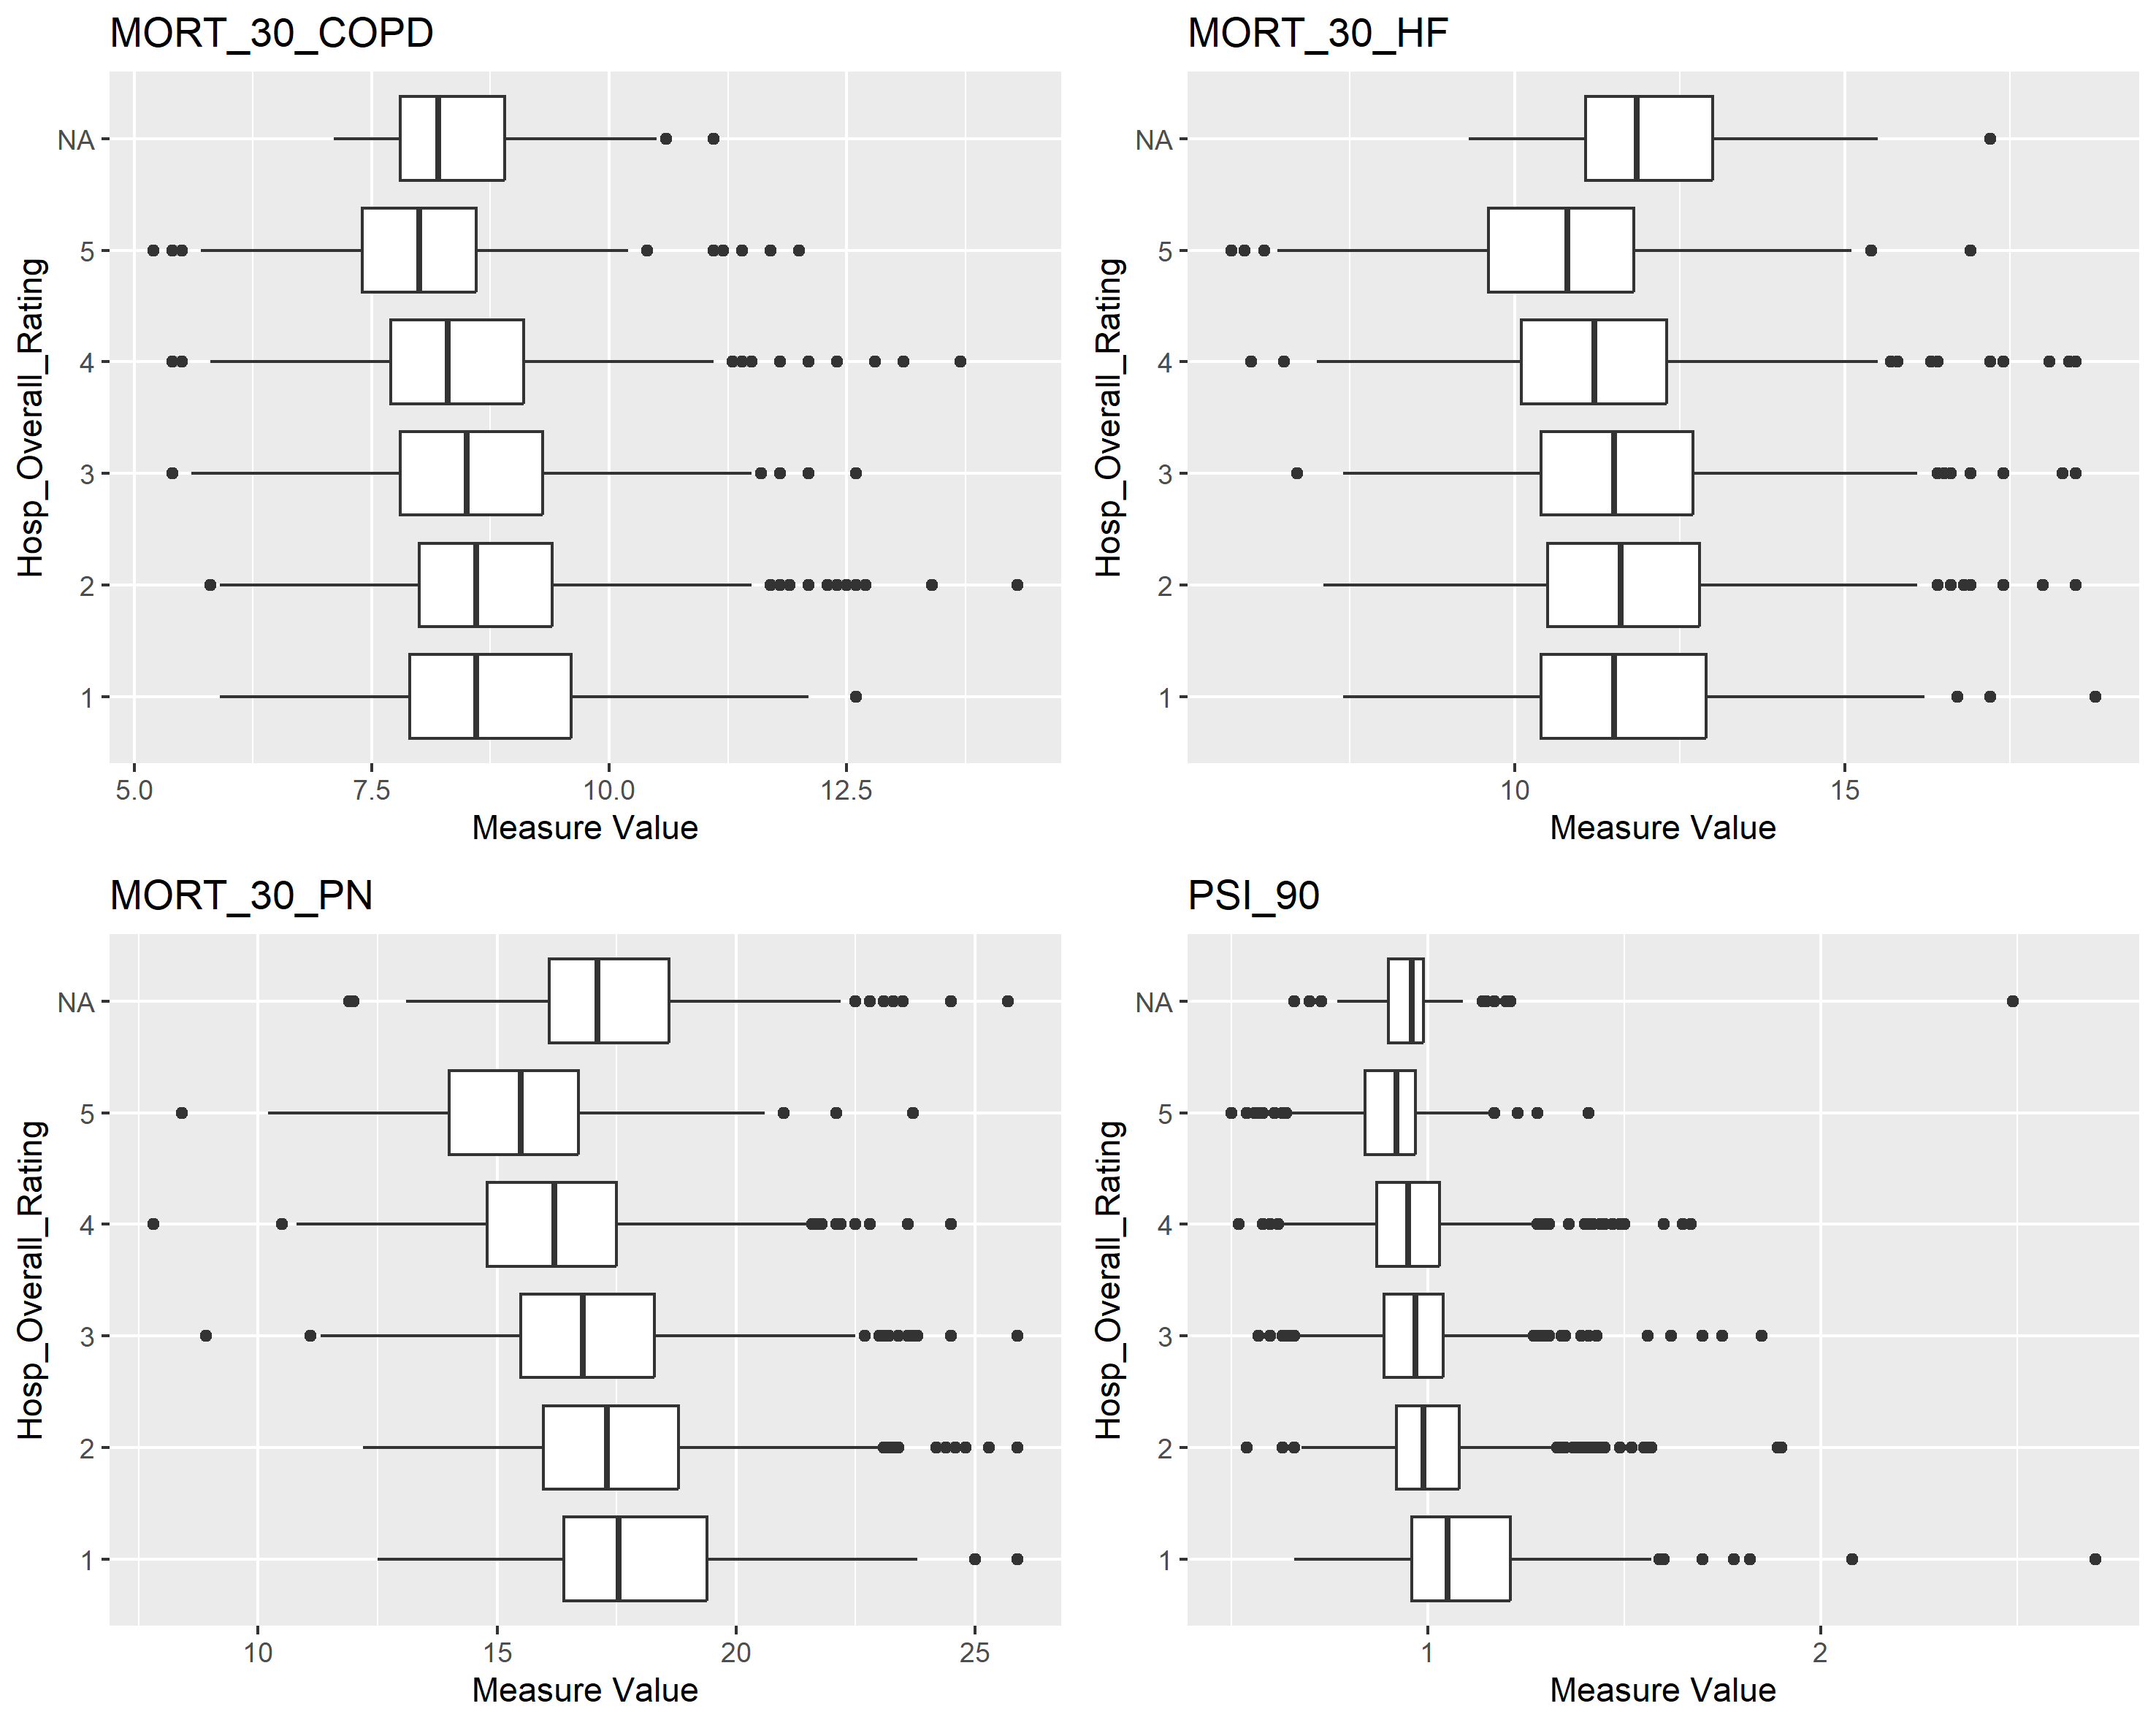 MORT_30_COPD
Hosp_Overall_Rating
NA
5
4
3
2
1
5.0 7.5 10.0 12.5
Measure Value
MORT_30_HF
Hosp_Overall_Rating
NA
5
4
3
2
1
10 15
Measure Value
MORT_30_PN
Hosp_Overall_Rating
NA
5
4
3
2
1
10 15 20 25
Measure Value
PSI_90
Hosp_Overall_Rating
NA
5
4
3
2
1
1 2
Measure Value